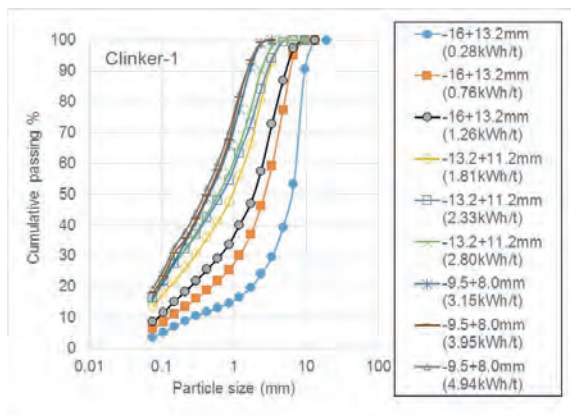 Clinker-1
Cumulative passing %
100
90
80
70
60
50
40
30
20
10
0
0.01
0.1
1
10
100
Particle size (mm)
-16+13.2mm
(0.28kWh/t)
-16+13.2mm
(0.76kWh/t)
-16+13.2mm
(1.26kWh/t)
-13.2+11.2mm
(1.81kWh/t)
-13.2+11.2mm
(2.33kWh/t)
-13.2+11.2mm
(2.80kWh/t)
-9.5+8.0mm
(3.15kWh/t)
-9.5+8.0mm
(3.95kWh/t)
-9.5+8.0mm
(4.94kWh/t)